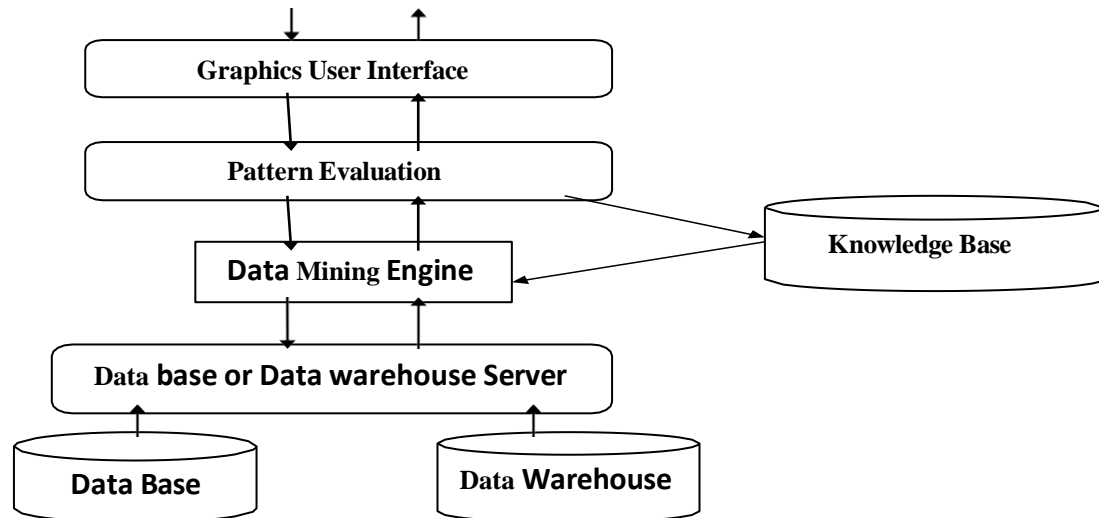 Graphics User Interface
Pattern Evaluation
Knowledge Base
Data Mining Engine
Data base or Data warehouse Server
Data Base
Data Warehouse